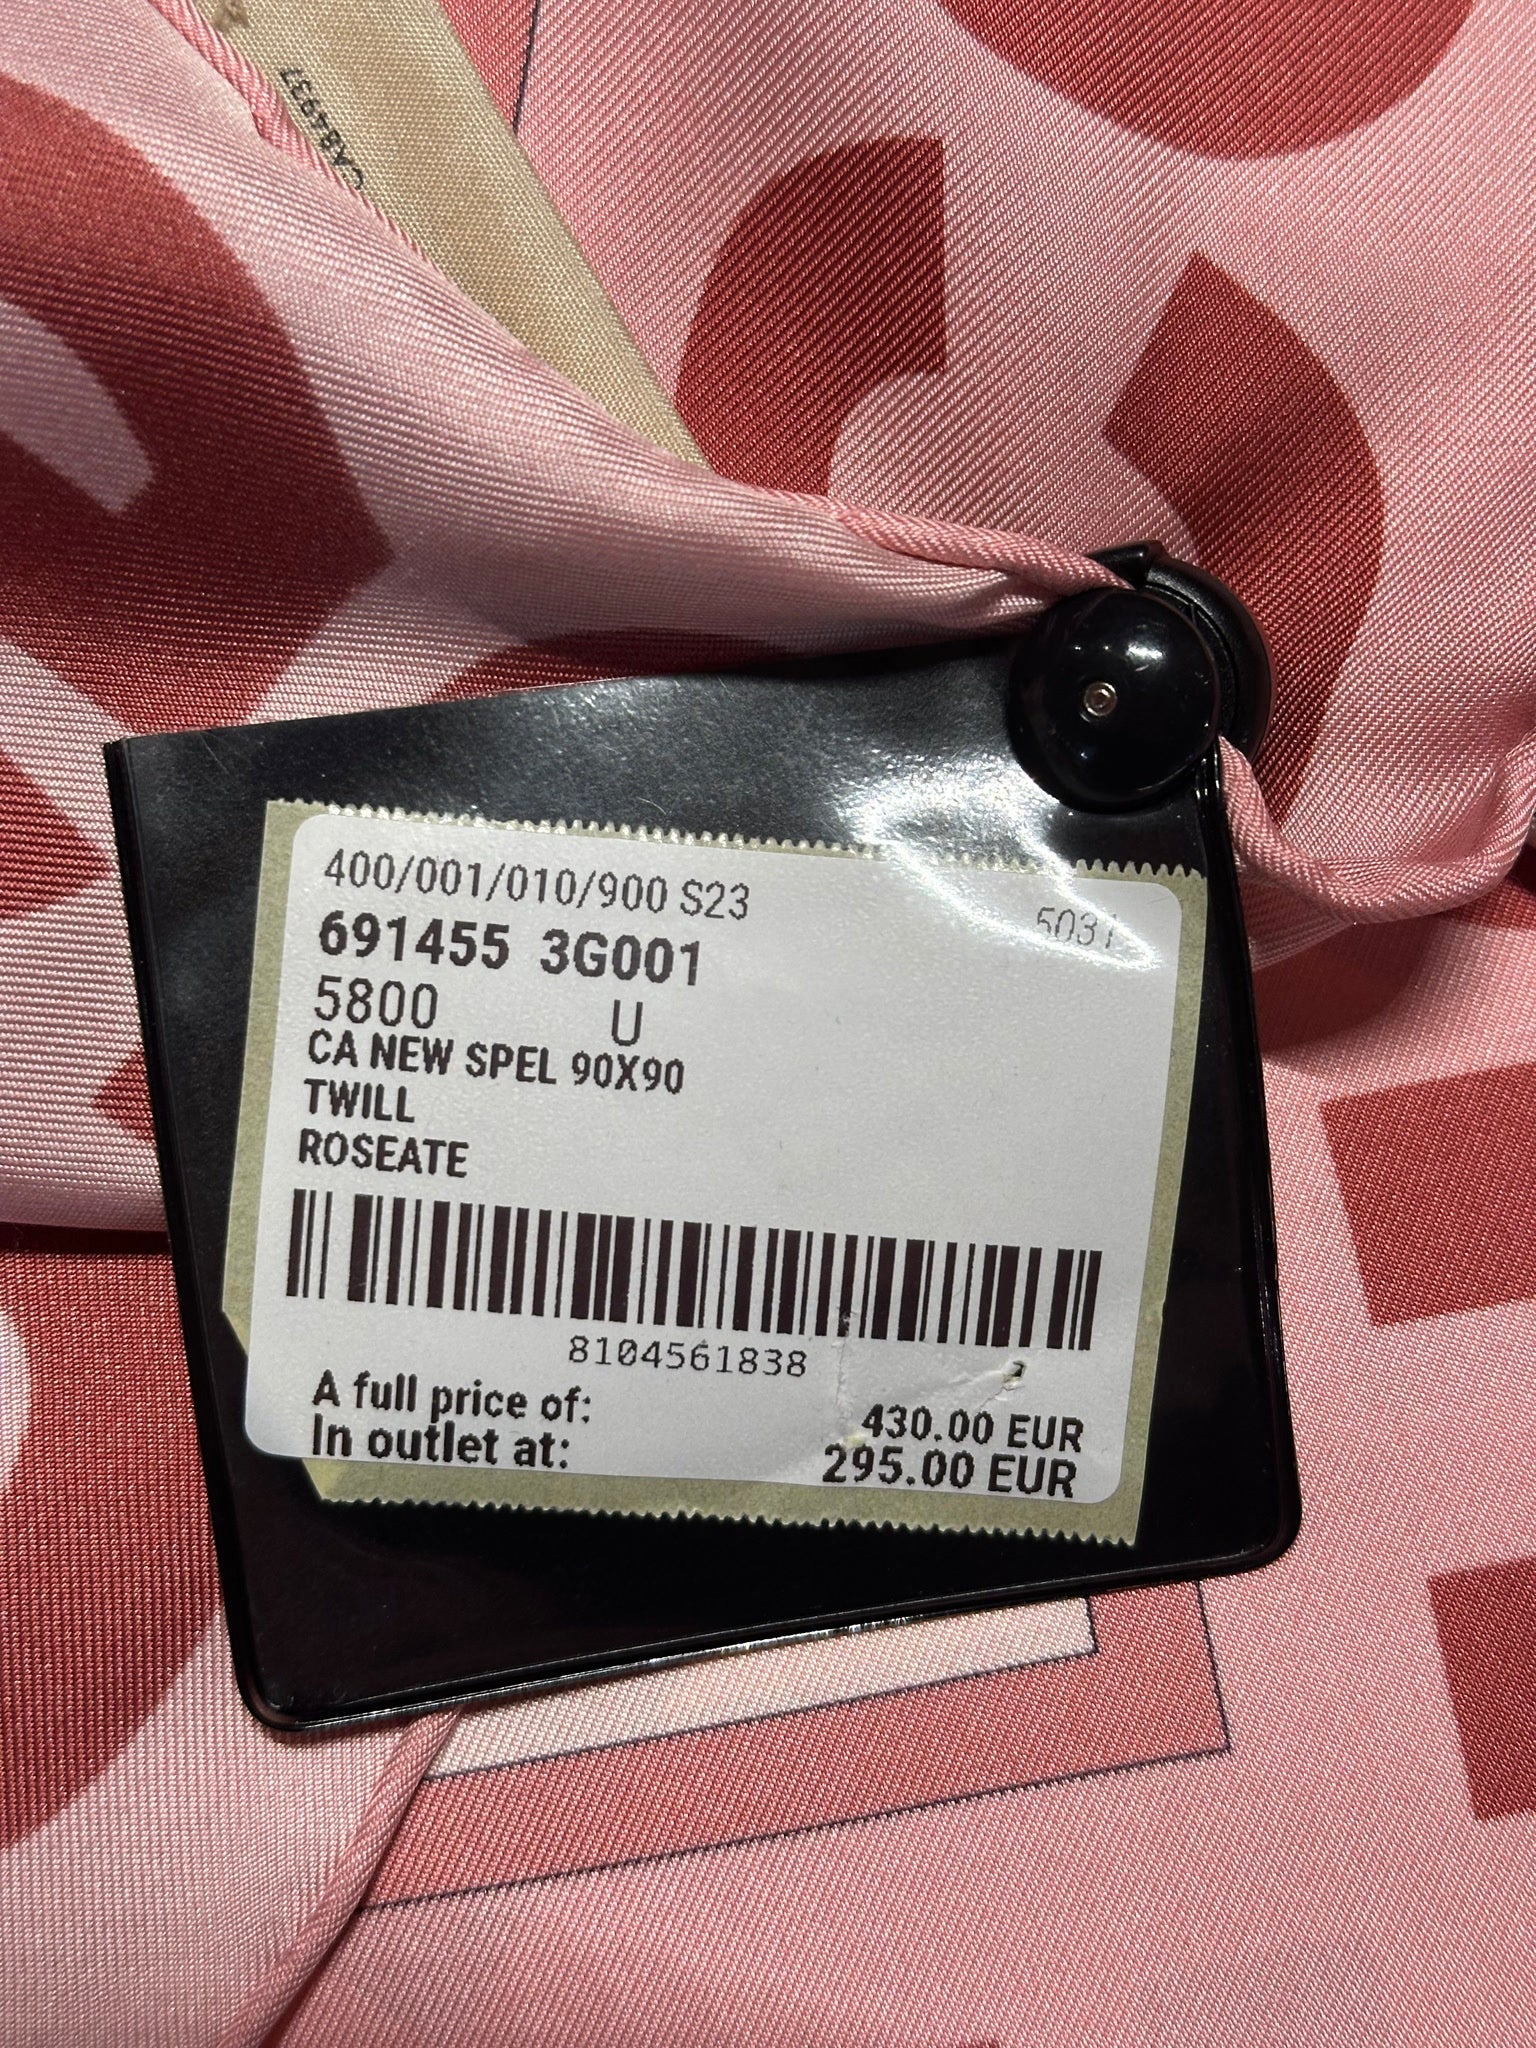 CA84937
400/001/010/900 S23
5031
691455 3G001
5800 U
CA NEW SPEL 90X90
TWILL
ROSEATE
8104561838
A full price of: 430.00 EUR
In outlet at: 295.00 EUR